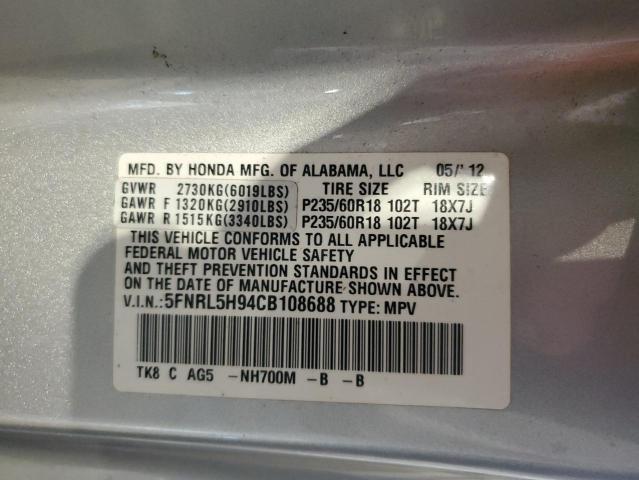 MFD. BY HONDA MFG. OF ALABAMA, LLC 05/'12
GVWR 2730KG(6019LBS) TIRE SIZE RIM SIZE
GAWR F 1320KG(2910LBS) P235/60R18 102T 18X7J
GAWR R 1515KG(3340LBS) P235/60R18 102T 18X7J
THIS VEHICLE CONFORMS TO ALL APPLICABLE
FEDERAL MOTOR VEHICLE SAFETY
AND THEFT PREVENTION STANDARDS IN EFFECT
ON THE DATE OF MANUFACTURE SHOWN ABOVE.
V.I.N.:5FNRL5H94CB108688 TYPE: MPV
TK8 C AG5 -NH700M -B -B